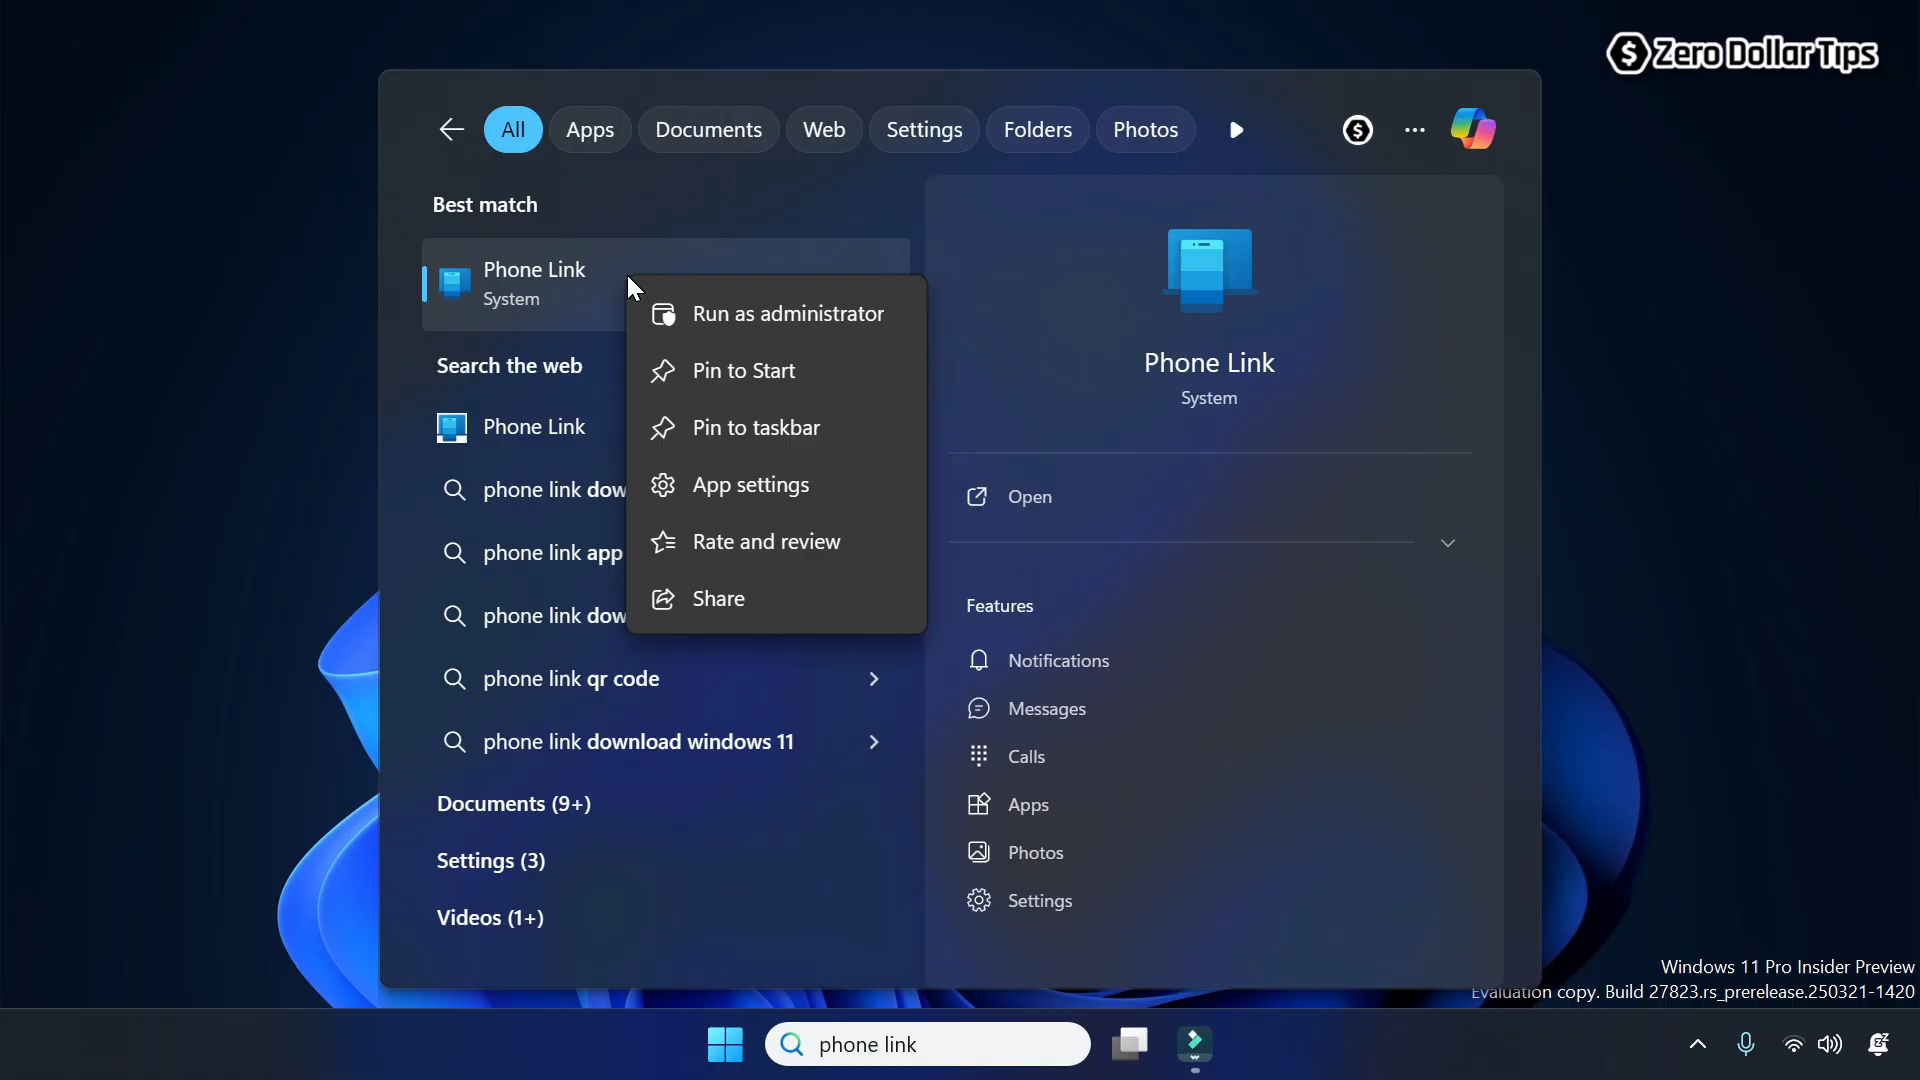 Zero Dollar Tips
All
Apps
Documents
Web
Settings
Folders
Photos
Best match
Phone Link
System
Search the web
Phone Link
phone link dow
phone link app
phone link dow
phone link qr code
phone link download windows 11
Documents (9+)
Settings (3)
Videos (1+)
Run as administrator
Pin to Start
Pin to taskbar
App settings
Rate and review
Share
Phone Link
System
Open
Features
Notifications
Messages
Calls
Apps
Photos
Settings
Windows 11 Pro Insider Preview
Evaluation copy. Build 27823.rs_prerelease.250321-1420
phone link